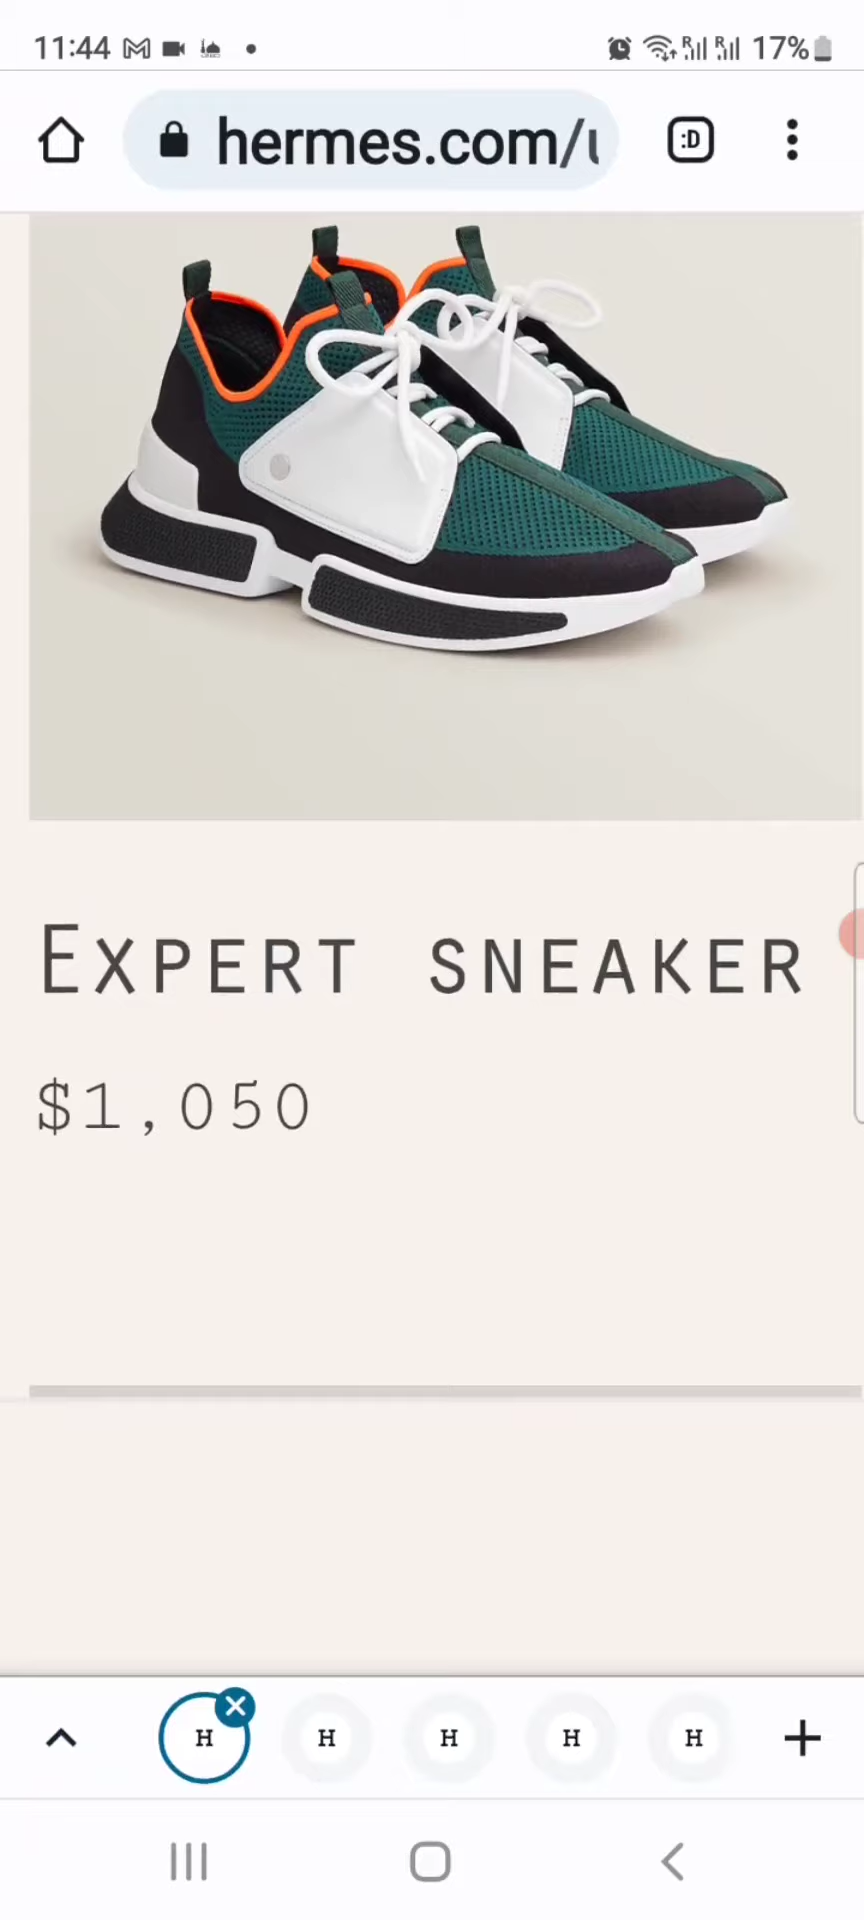 11:44 17%
hermes.com/
:D
Expert sneaker
$1,050
H H H H H